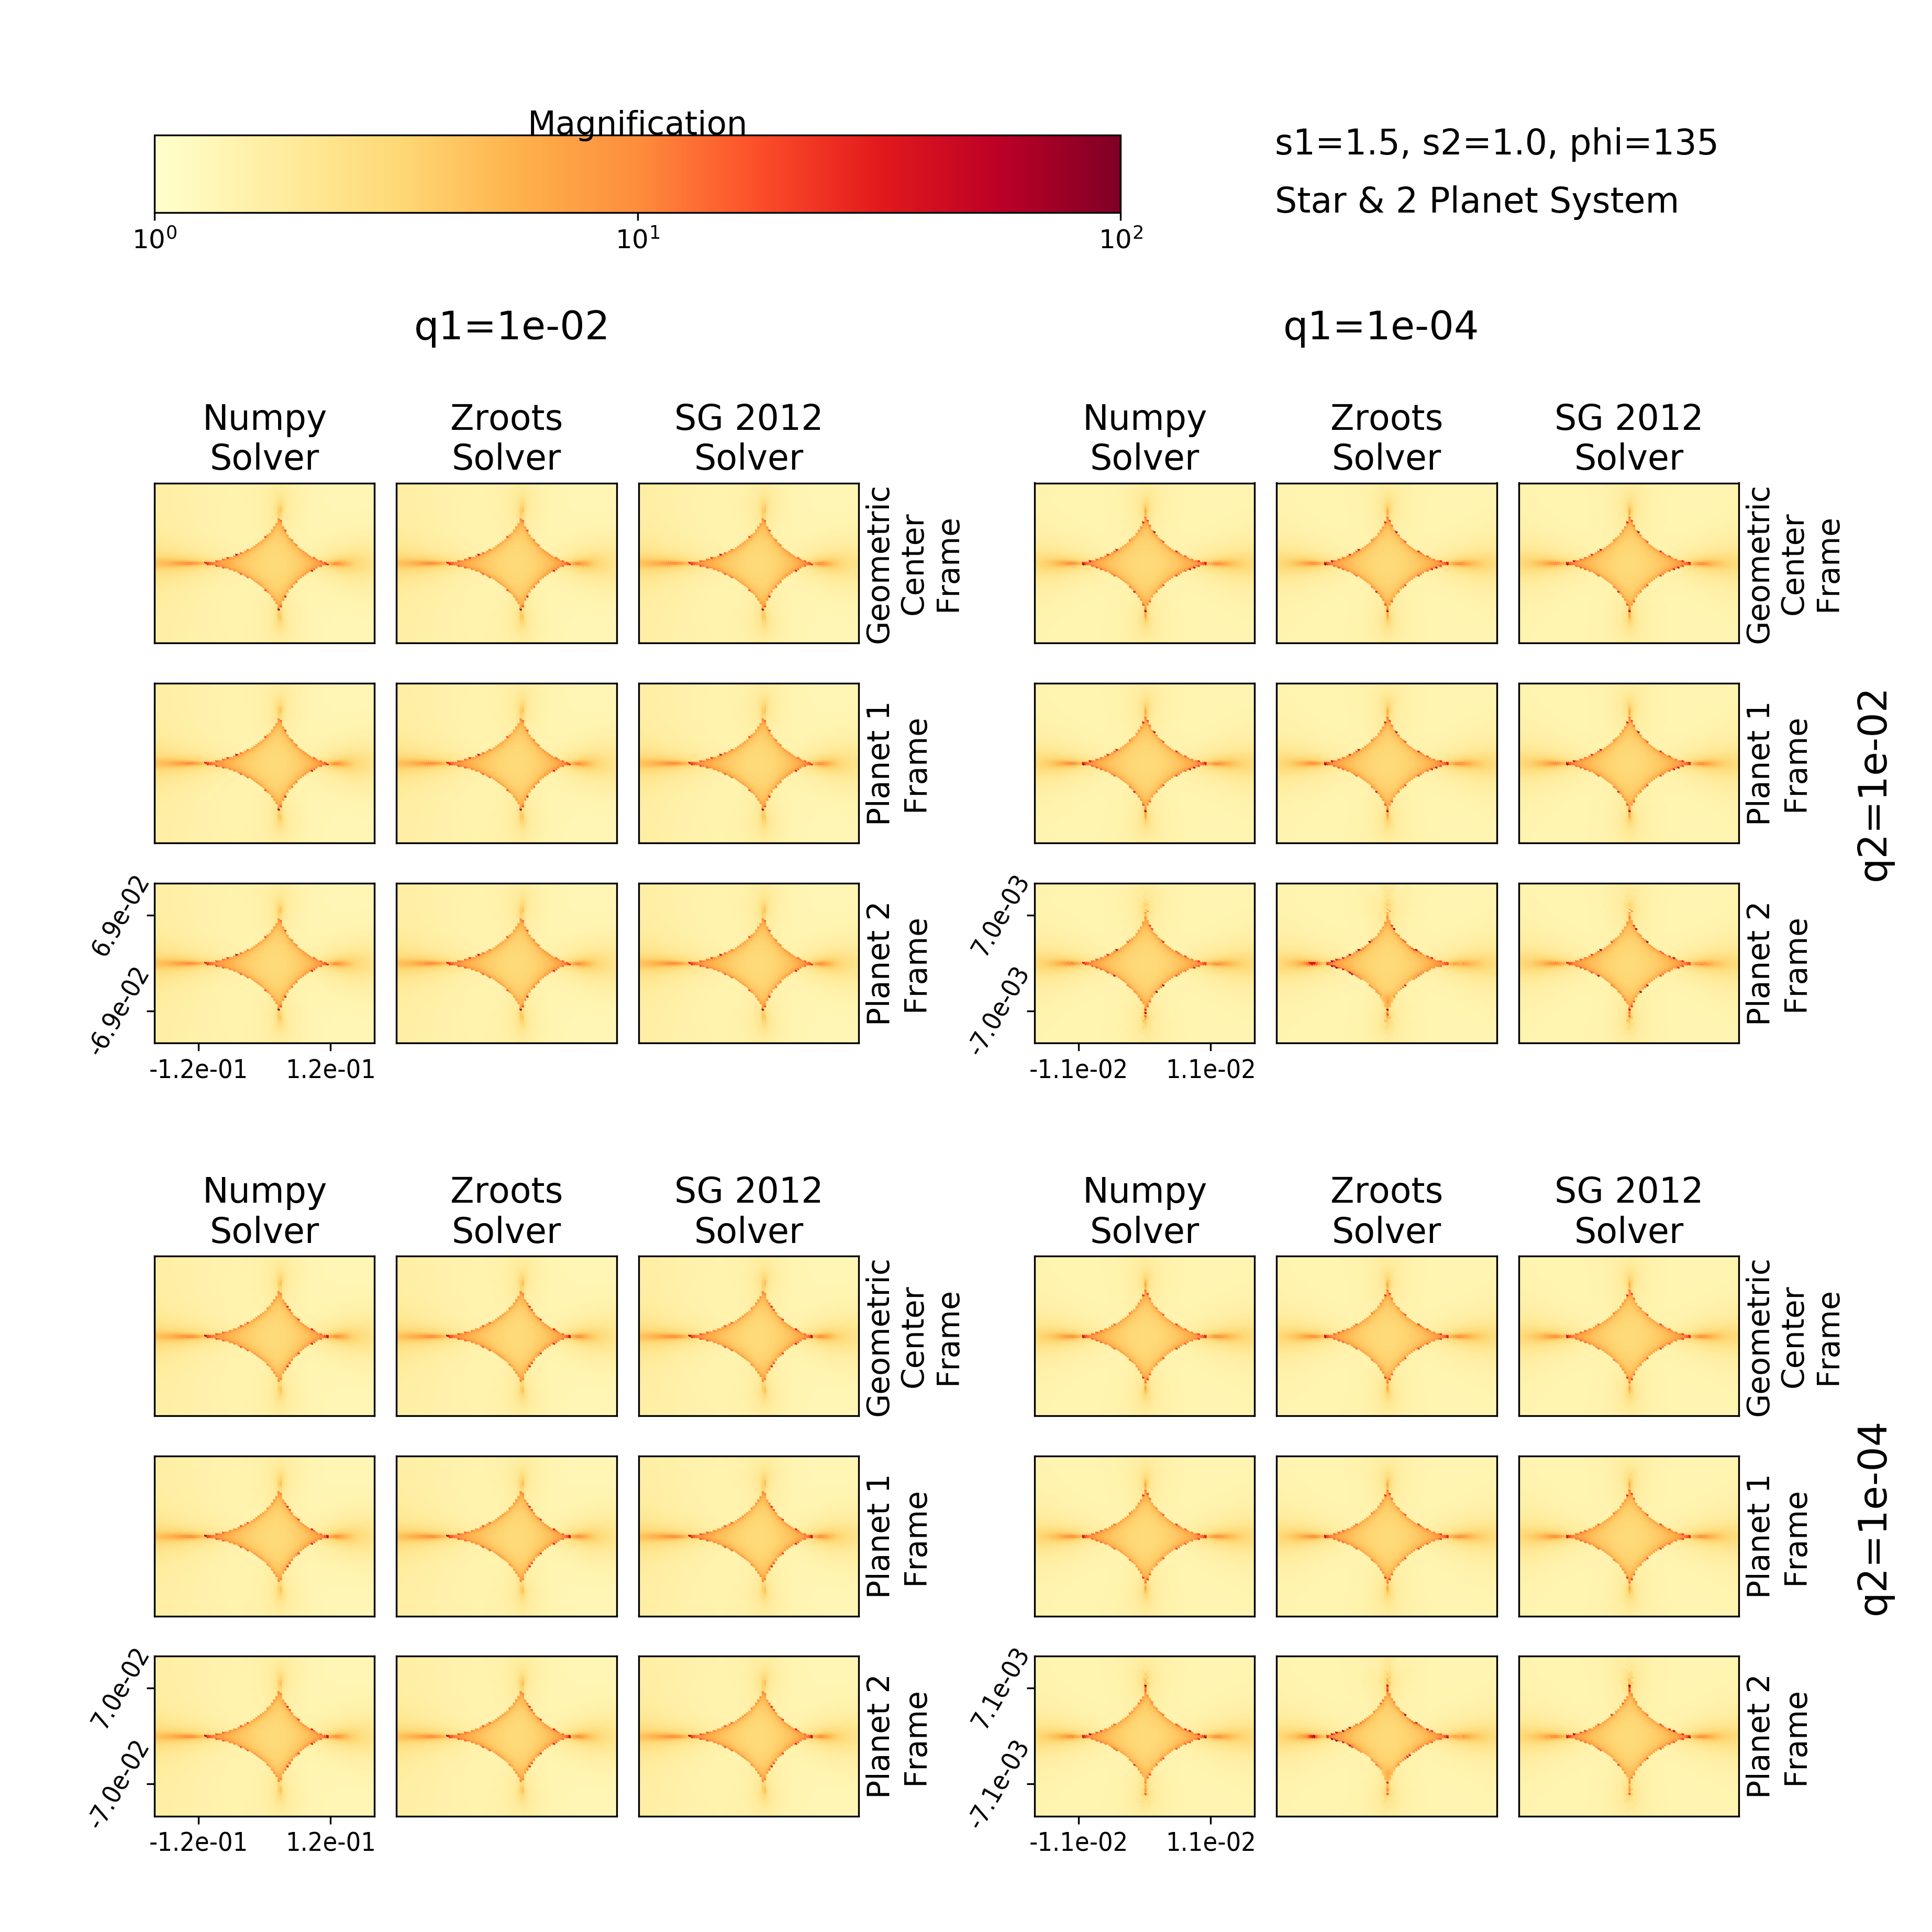 Magnification
10^0 10^1 10^2
s1=1.5, s2=1.0, phi=135
Star & 2 Planet System
q1=1e-02
q1=1e-04
Numpy
Solver
Zroots
Solver
SG 2012
Solver
Geometric
Center
Frame
Planet 1
Frame
Planet 2
Frame
6.9e-02
-6.9e-02
-1.2e-01 1.2e-01
Numpy
Solver
Zroots
Solver
SG 2012
Solver
Geometric
Center
Frame
Planet 1
Frame
Planet 2
Frame
7.0e-03
-7.0e-03
-1.1e-02 1.1e-02
q2=1e-02
Numpy
Solver
Zroots
Solver
SG 2012
Solver
Geometric
Center
Frame
Planet 1
Frame
Planet 2
Frame
7.0e-02
-7.0e-02
-1.2e-01 1.2e-01
Numpy
Solver
Zroots
Solver
SG 2012
Solver
Geometric
Center
Frame
Planet 1
Frame
Planet 2
Frame
7.1e-03
-7.1e-03
-1.1e-02 1.1e-02
q2=1e-04